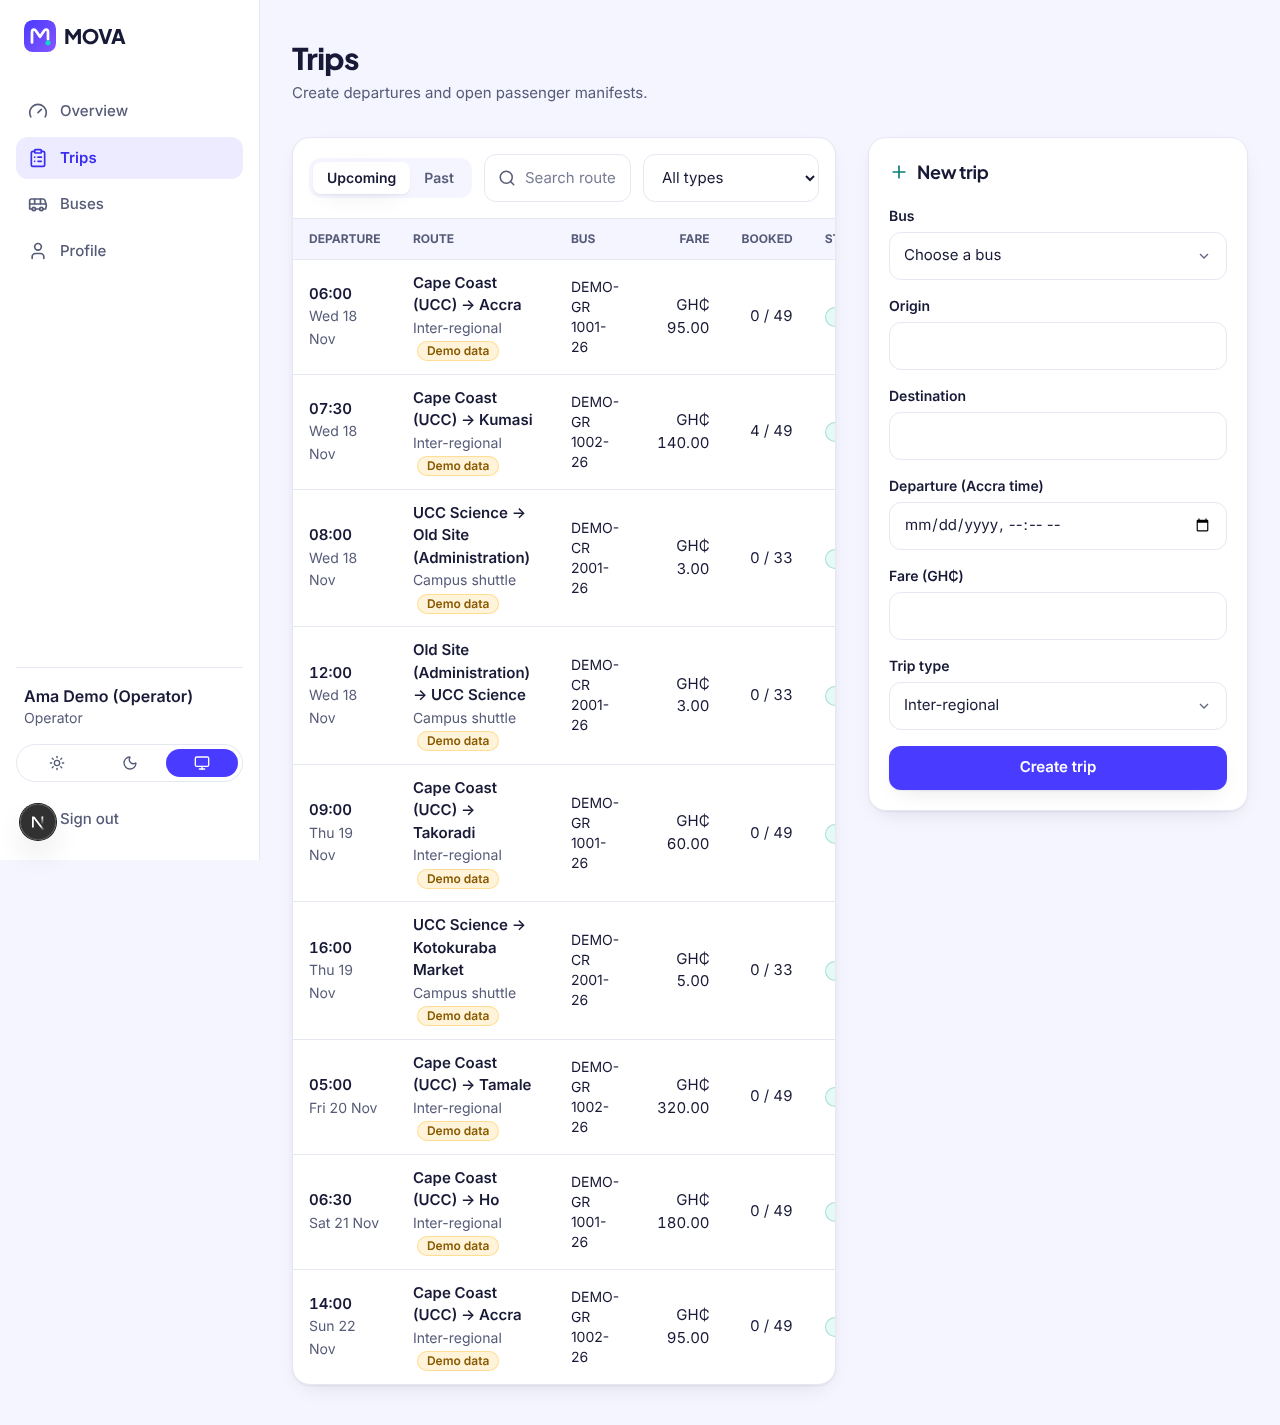 MOVA
Overview
Trips
Buses
Profile
Ama Demo (Operator)
Operator
N
Sign out
Trips
Create departures and open passenger manifests.
Upcoming Past Search route All types
DEPARTURE ROUTE BUS FARE BOOKED
06:00
Wed 18
Nov
Cape Coast
(UCC) → Accra
Inter-regional
Demo data
DEMO-
GR
1001-
26
GH₵
95.00
0 / 49
07:30
Wed 18
Nov
Cape Coast
(UCC) → Kumasi
Inter-regional
Demo data
DEMO-
GR
1002-
26
GH₵
140.00
4 / 49
08:00
Wed 18
Nov
UCC Science →
Old Site
(Administration)
Campus shuttle
Demo data
DEMO-
CR
2001-
26
GH₵
3.00
0 / 33
12:00
Wed 18
Nov
Old Site
(Administration)
→ UCC Science
Campus shuttle
Demo data
DEMO-
CR
2001-
26
GH₵
3.00
0 / 33
09:00
Thu 19
Nov
Cape Coast
(UCC) →
Takoradi
Inter-regional
Demo data
DEMO-
GR
1001-
26
GH₵
60.00
0 / 49
16:00
Thu 19
Nov
UCC Science →
Kotokuraba
Market
Campus shuttle
Demo data
DEMO-
CR
2001-
26
GH₵
5.00
0 / 33
05:00
Fri 20 Nov
Cape Coast
(UCC) → Tamale
Inter-regional
Demo data
DEMO-
GR
1002-
26
GH₵
320.00
0 / 49
06:30
Sat 21 Nov
Cape Coast
(UCC) → Ho
Inter-regional
Demo data
DEMO-
GR
1001-
26
GH₵
180.00
0 / 49
14:00
Sun 22
Nov
Cape Coast
(UCC) → Accra
Inter-regional
Demo data
DEMO-
GR
1002-
26
GH₵
95.00
0 / 49
New trip
Bus
Choose a bus
Origin
Destination
Departure (Accra time)
mm/dd/yyyy, --:-- --
Fare (GH₵)
Trip type
Inter-regional
Create trip